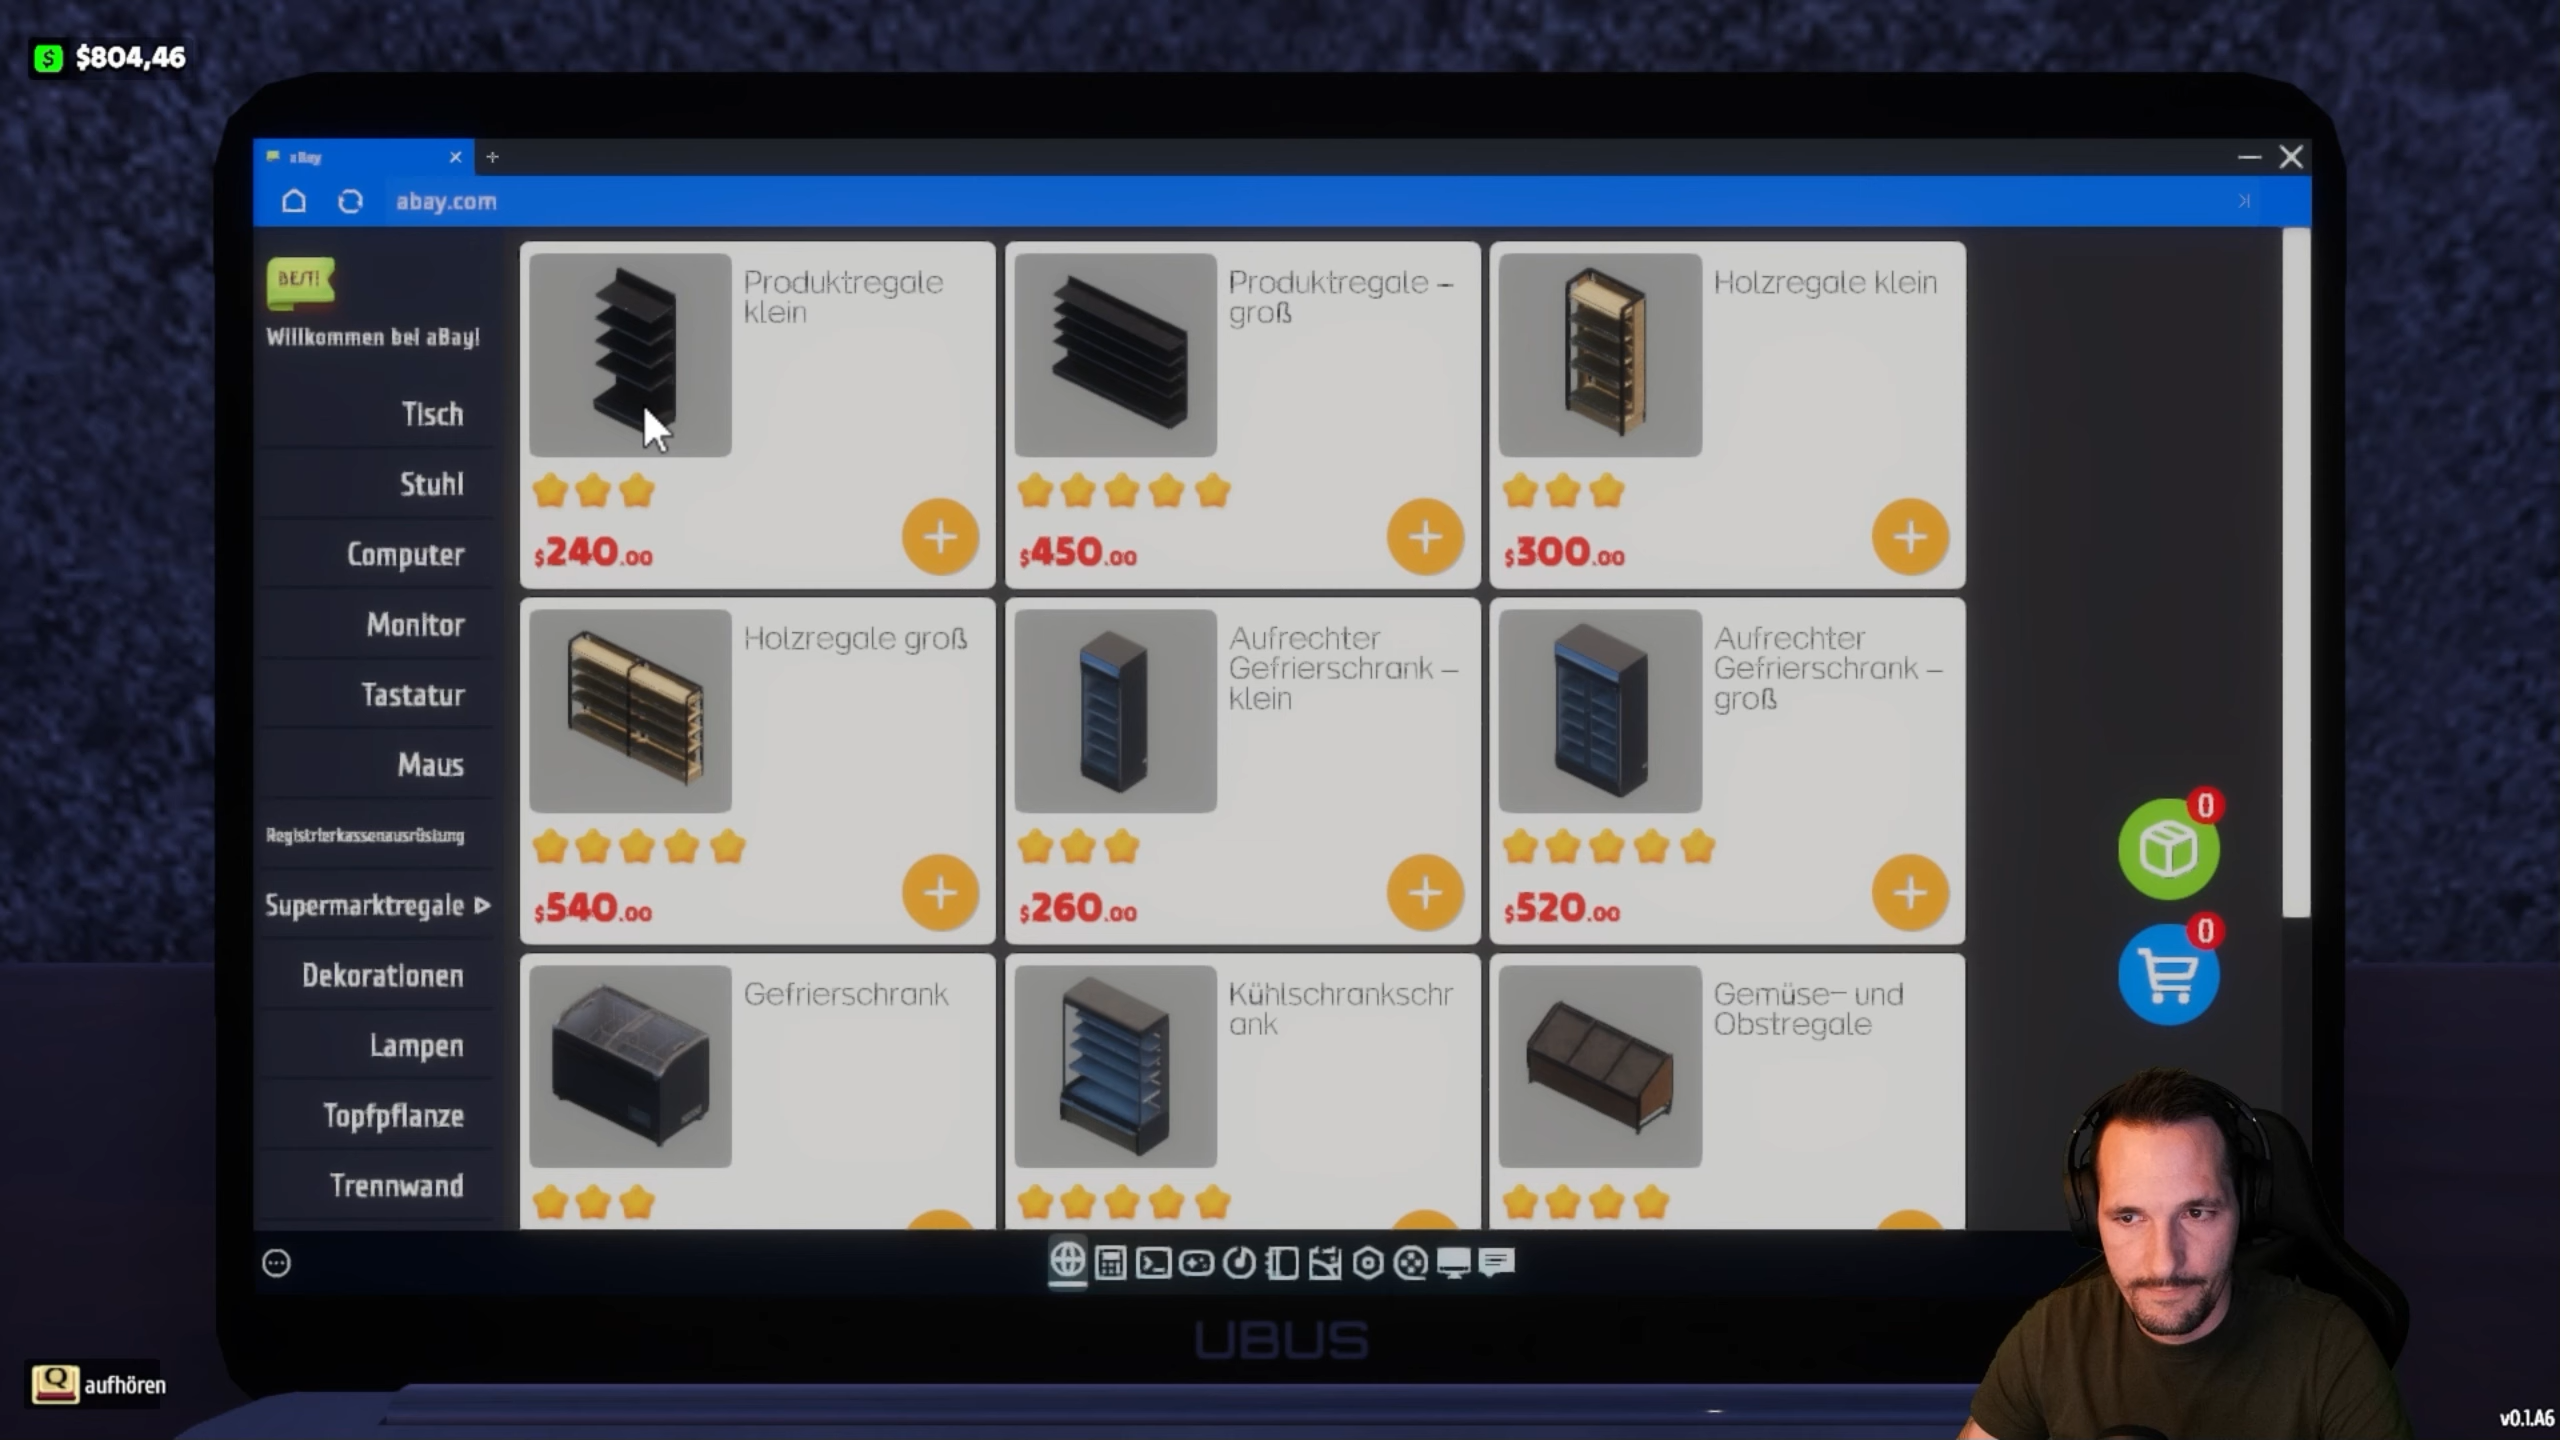 $804,46
aBay
abay.com
BEST!
Willkommen bei aBay!
Tisch
Stuhl
Computer
Monitor
Tastatur
Maus
Registrierkassenausrüstung
Supermarktregale
Dekorationen
Lampen
Topfpflanze
Trennwand
Produktregale
klein
$240.00
Produktregale –
groß
$450.00
Holzregale klein
$300.00
Holzregale groß
$540.00
Aufrechter
Gefrierschrank –
klein
$260.00
Aufrechter
Gefrierschrank –
groß
$520.00
Gefrierschrank
Kühlschrankschr
ank
Gemüse- und
Obstregale
0
0
UBUS
Q aufhören
v0.1.A6